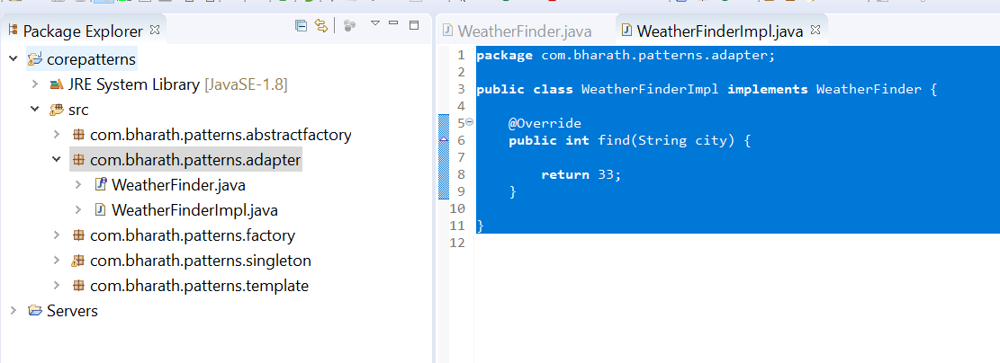 Package Explorer
corepatterns
JRE System Library [JavaSE-1.8]
src
com.bharath.patterns.abstractfactory
com.bharath.patterns.adapter
WeatherFinder.java
WeatherFinderImpl.java
com.bharath.patterns.factory
com.bharath.patterns.singleton
com.bharath.patterns.template
Servers
WeatherFinder.java
WeatherFinderImpl.java
1 package com.bharath.patterns.adapter;
2
3 public class WeatherFinderImpl implements WeatherFinder {
4
5 @Override
6 public int find(String city) {
7
8 return 33;
9 }
10
11 }
12